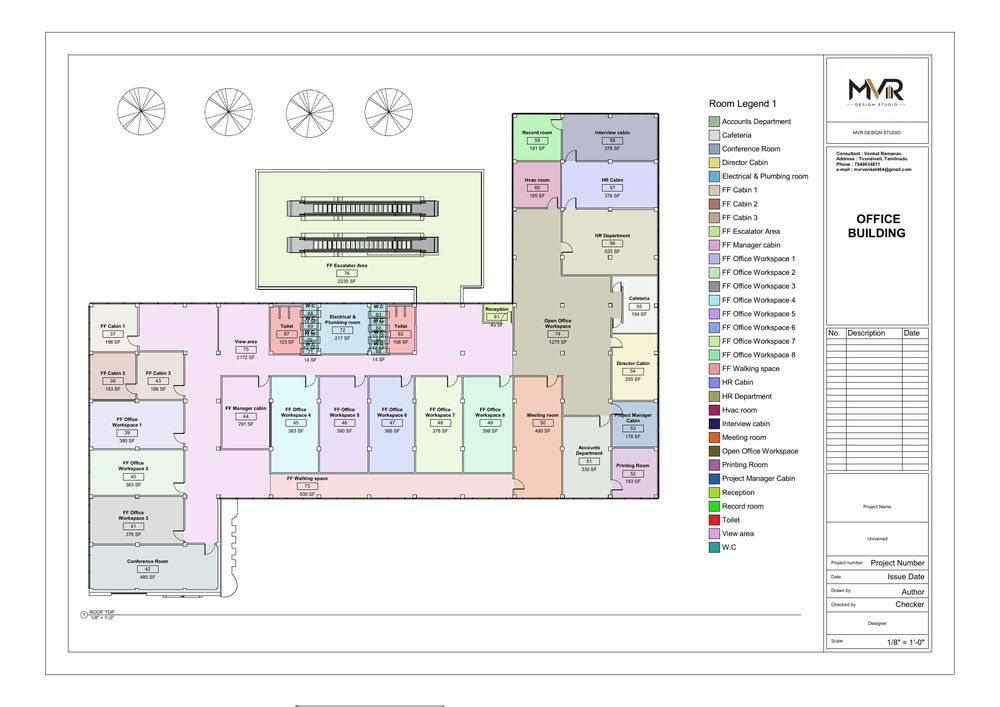 Record room
59
191 SF
Interview cabin
58
376 SF
Hvac room
60
185 SF
HR Cabin
57
376 SF
HR Department
56
523 SF
FF Escalator Area
76
2235 SF
Cafeteria
55
194 SF
Reception
61
45 SF
Open Office
Workspace
74
1275 SF
FF Cabin 1
37
196 SF
View area
75
2172 SF
Toilet
67
123 SF
W.C
14 SF
Electrical &
Plumbing room
72
217 SF
W.C
14 SF
Toilet
62
108 SF
FF Cabin 2
38
183 SF
FF Cabin 3
43
189 SF
Director Cabin
54
255 SF
FF Office
Workspace 1
39
380 SF
FF Manager cabin
44
291 SF
FF Office
Workspace 4
45
383 SF
FF Office
Workspace 5
46
390 SF
FF Office
Workspace 6
47
366 SF
FF Office
Workspace 7
48
378 SF
FF Office
Workspace 8
49
398 SF
Meeting room
50
490 SF
Project Manager
Cabin
53
176 SF
Accounts
Department
51
330 SF
Printing Room
52
193 SF
FF Office
Workspace 2
40
363 SF
FF Walking space
73
500 SF
FF Office
Workspace 3
41
376 SF
Conference Room
42
485 SF
1
ROOF TOP
1/8" = 1'-0"
Room Legend 1
Accounts Department
Cafeteria
Conference Room
Director Cabin
Electrical & Plumbing room
FF Cabin 1
FF Cabin 2
FF Cabin 3
FF Escalator Area
FF Manager cabin
FF Office Workspace 1
FF Office Workspace 2
FF Office Workspace 3
FF Office Workspace 4
FF Office Workspace 5
FF Office Workspace 6
FF Office Workspace 7
FF Office Workspace 8
FF Walking space
HR Cabin
HR Department
Hvac room
Interview cabin
Meeting room
Open Office Workspace
Printing Room
Project Manager Cabin
Reception
Record room
Toilet
View area
W.C
MVR
DESIGN STUDIO
MVR DESIGN STUDIO
Consultant : Venkat Ramanan
Address : Tirunelveli, Tamilnadu
Phone : 7540034871
e-mail : mvrvenkat464@gmail.com
OFFICE
BUILDING
No. Description Date
Project Name
Unnamed
Project number Project Number
Date Issue Date
Drawn by Author
Checked by Checker
Designer
Scale 1/8" = 1'-0"